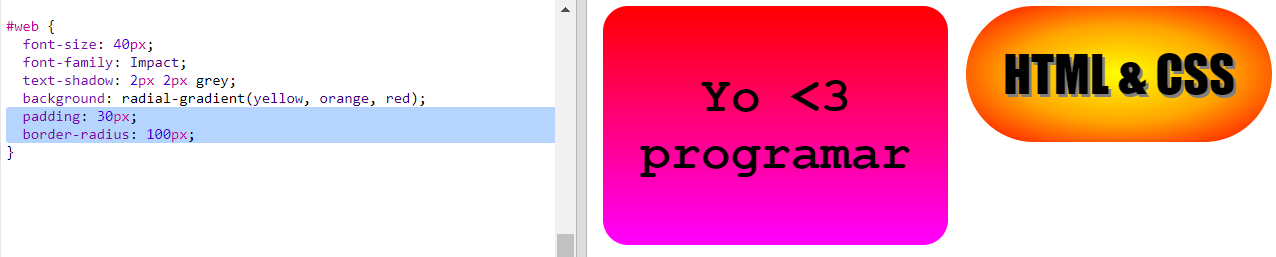 #web {
font-size: 40px;
font-family: Impact;
text-shadow: 2px 2px grey;
background: radial-gradient(yellow, orange, red);
padding: 30px;
border-radius: 100px;
}
Yo <3
programar
HTML & CSS